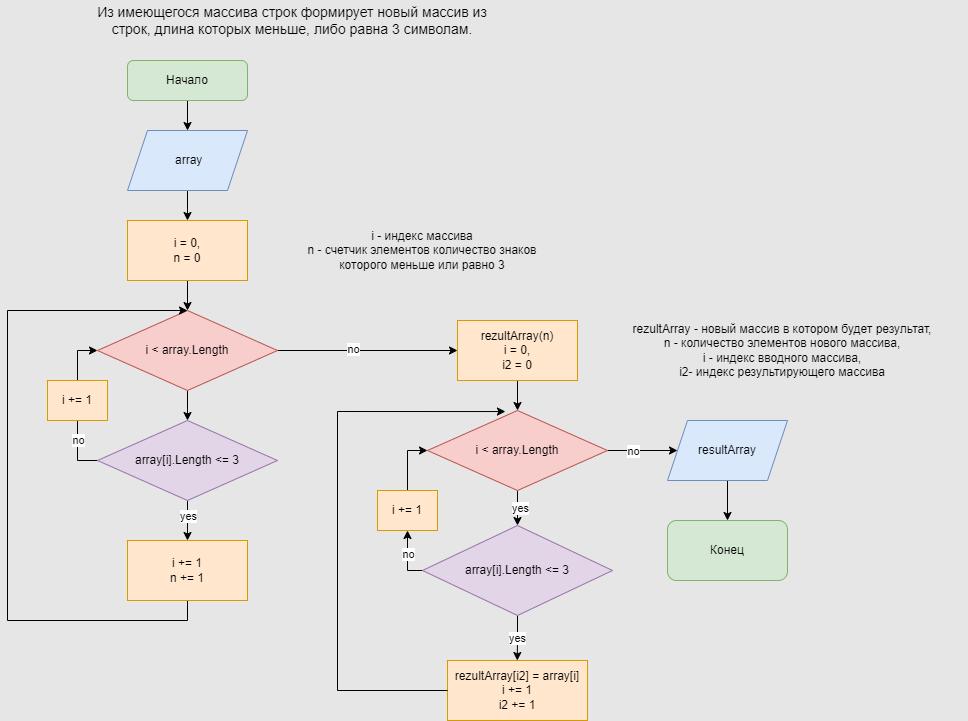 Из имеющегося массива строк формирует новый массив из
строк, длина которых меньше, либо равна 3 символам.
Начало
array
i = 0,
n = 0
i - индекс массива
n - счетчик элементов количество знаков
которого меньше или равно 3
i < array.Length
no
i += 1
no
array[i].Length <= 3
yes
i += 1
n += 1
rezultArray(n)
i = 0,
i2 = 0
rezultArray - новый массив в котором будет результат,
n - количество элементов нового массива,
i - индекс вводного массива,
i2- индекс результирующего массива
i < array.Length
no
resultArray
Конец
yes
i += 1
no
array[i].Length <= 3
yes
rezultArray[i2] = array[i]
i += 1
i2 += 1